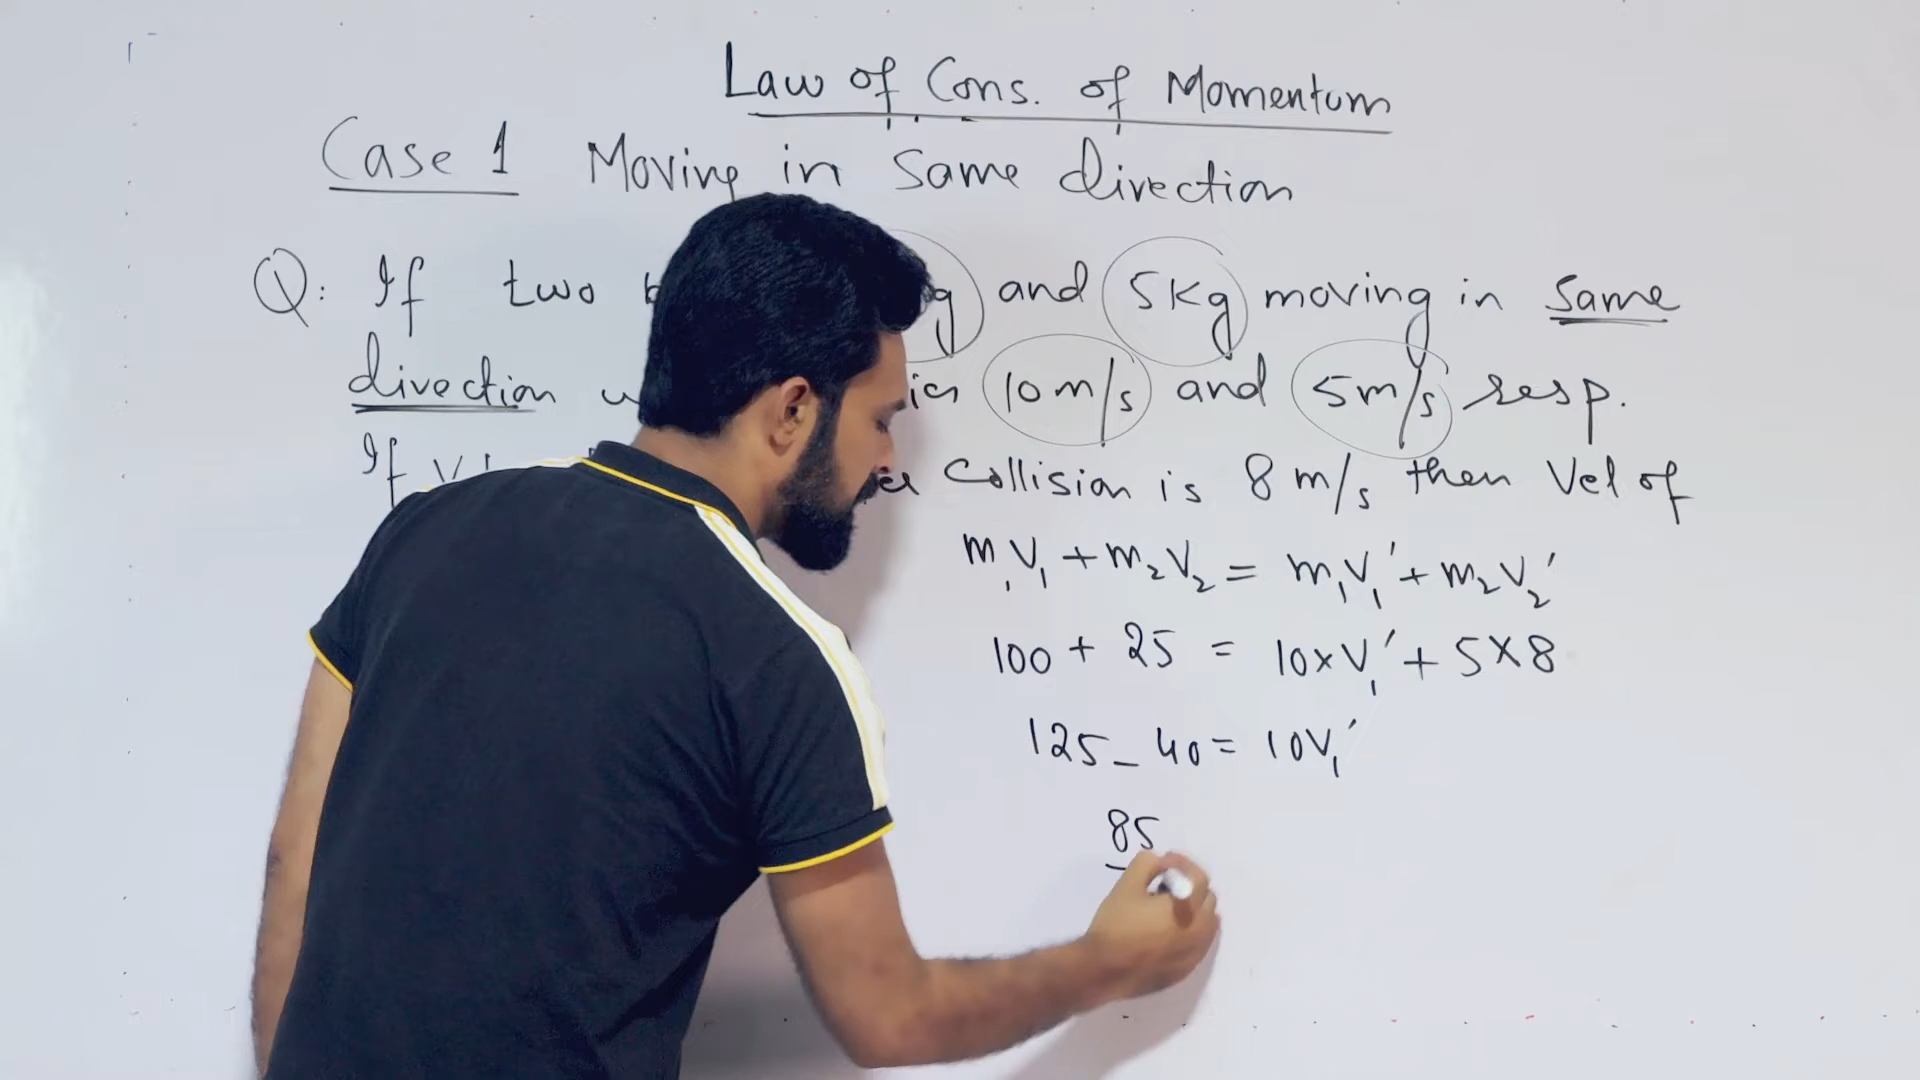 Law of Cons. of Momentum
Case 1 Moving in Same direction
Q: If two and 5Kg moving in Same
direction 10m/s and 5m/s resp.
If Collision is 8 m/s then Vel of
m₁V₁ + m₂V₂ = m₁V₁' + m₂V₂'
100 + 25 = 10×V₁' + 5×8
125 - 40 = 10V₁'
85